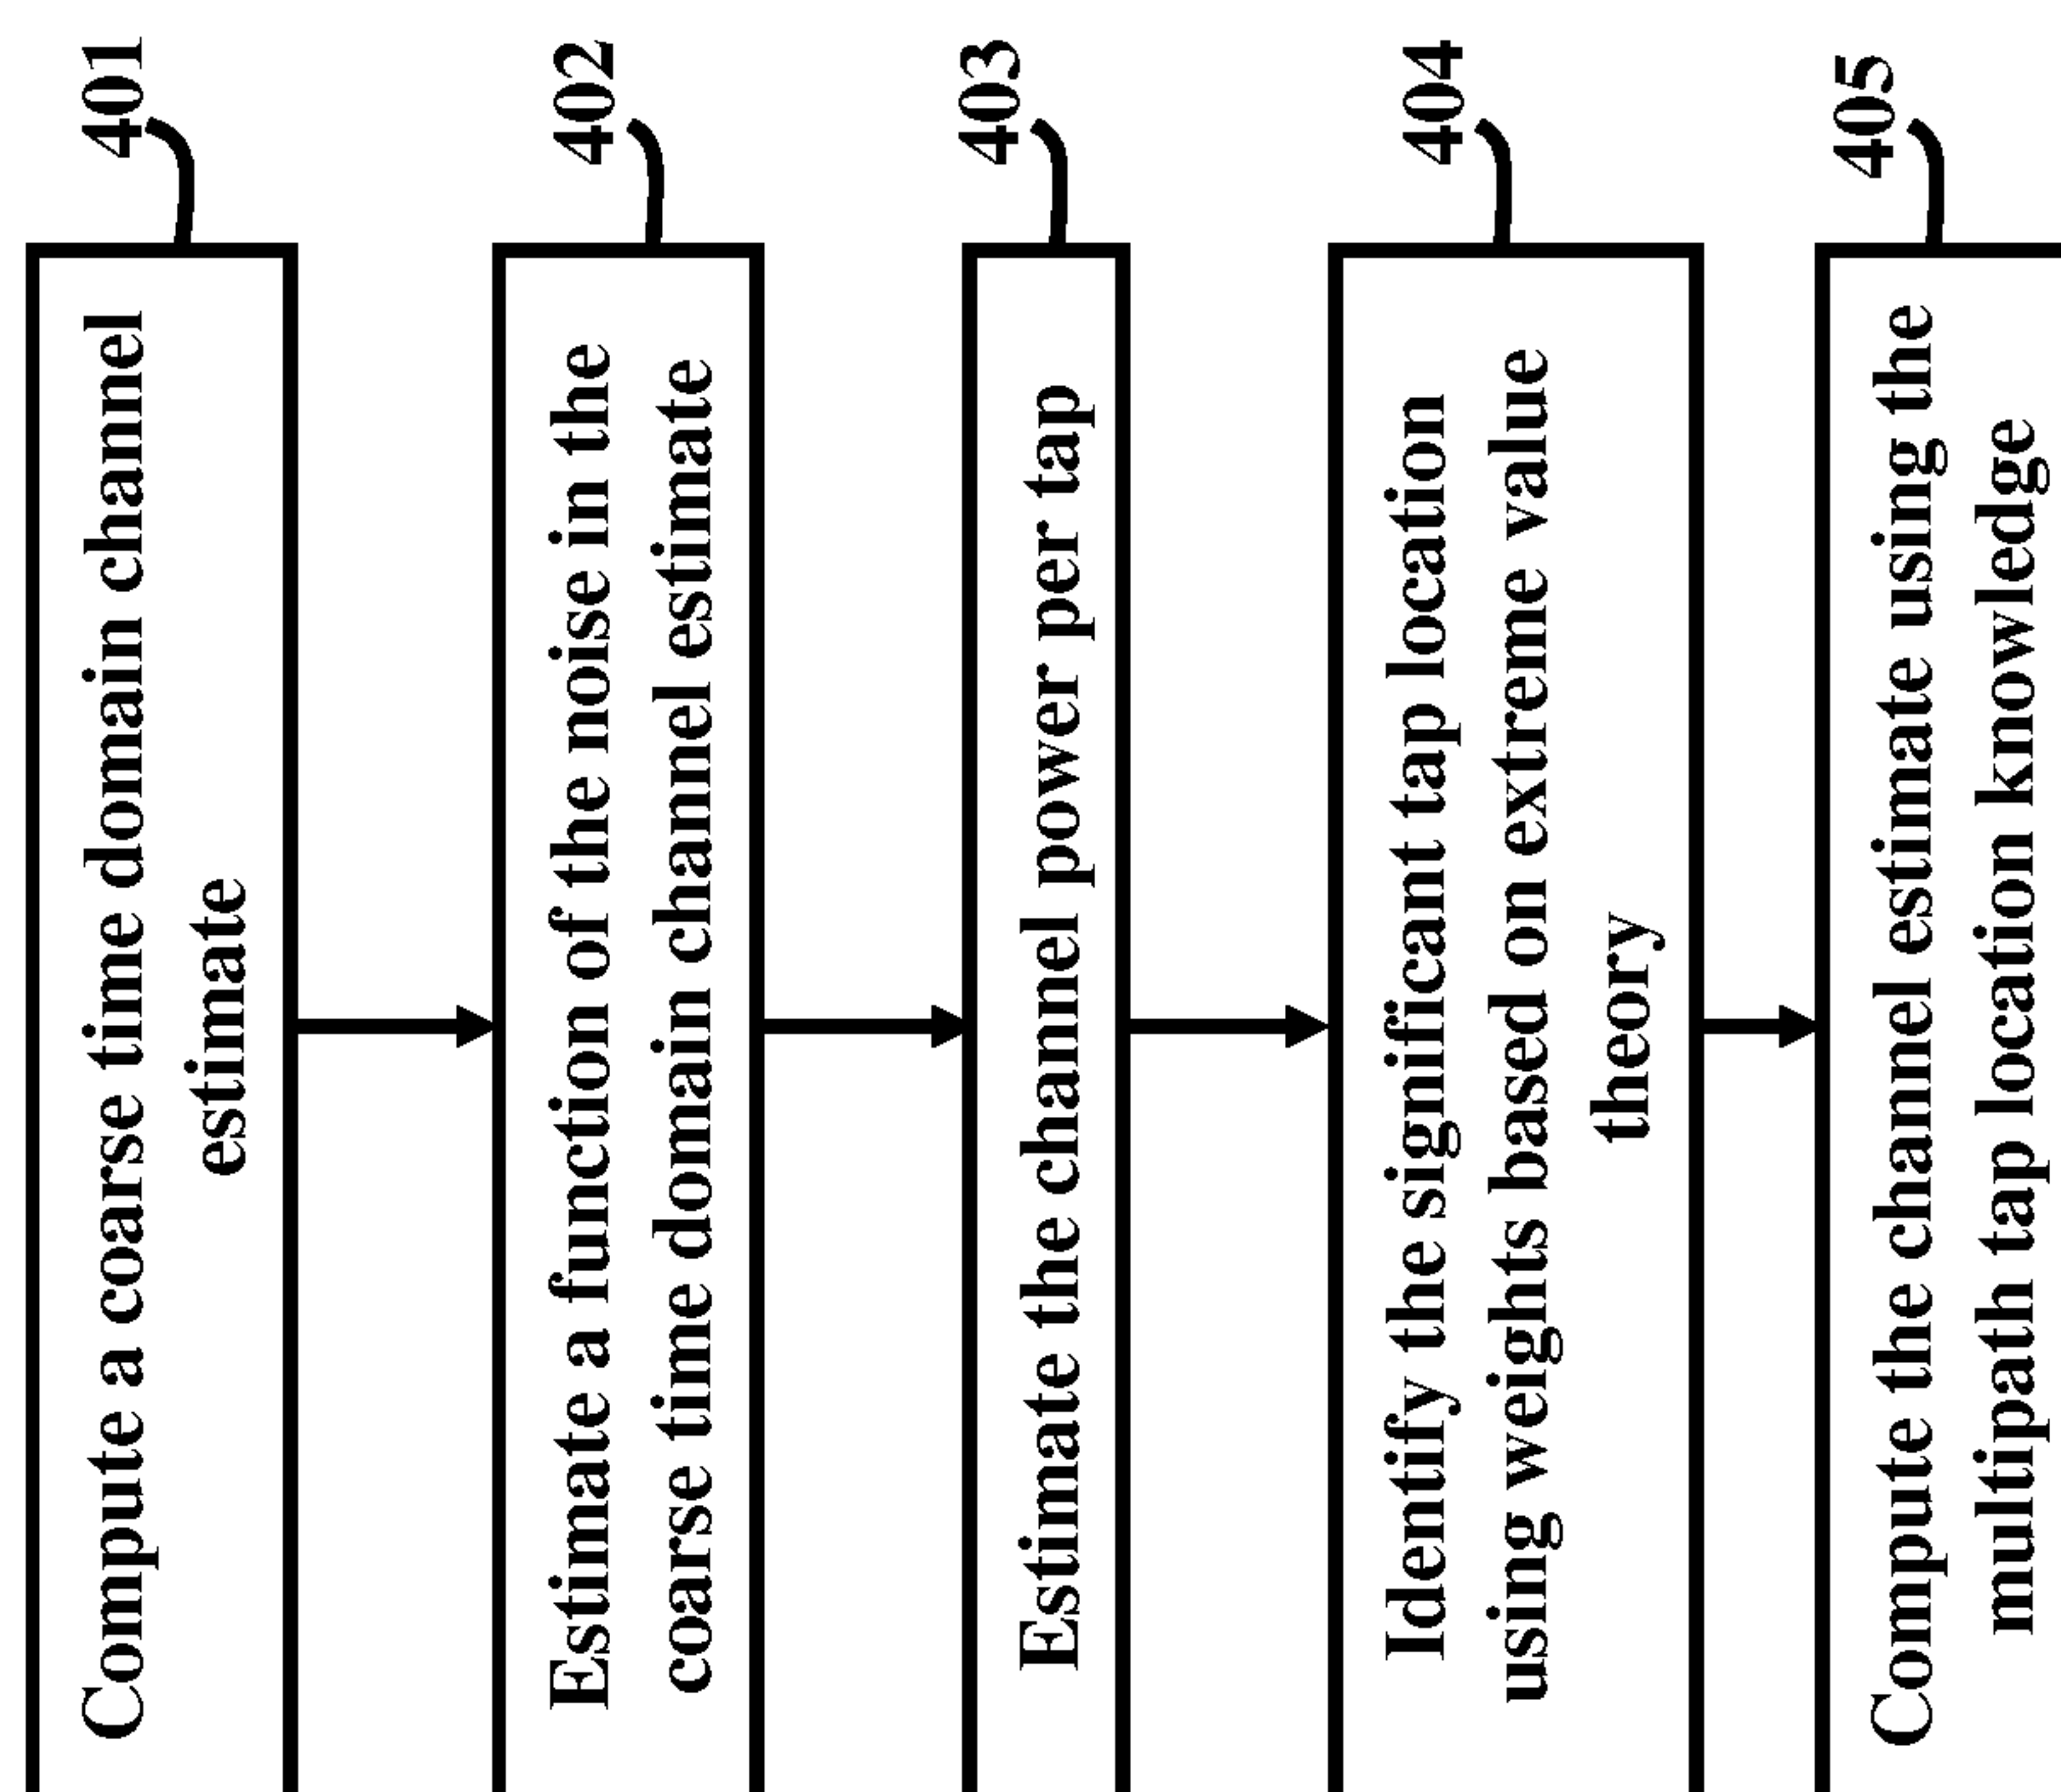 401
Compute a coarse time domain channel
estimate
402
Estimate a function of the noise in the
coarse time domain channel estimate
403
Estimate the channel power per tap
404
Identify the significant tap location
using weights based on extreme value
theory
405
Compute the channel estimate using the
multipath tap location knowledge